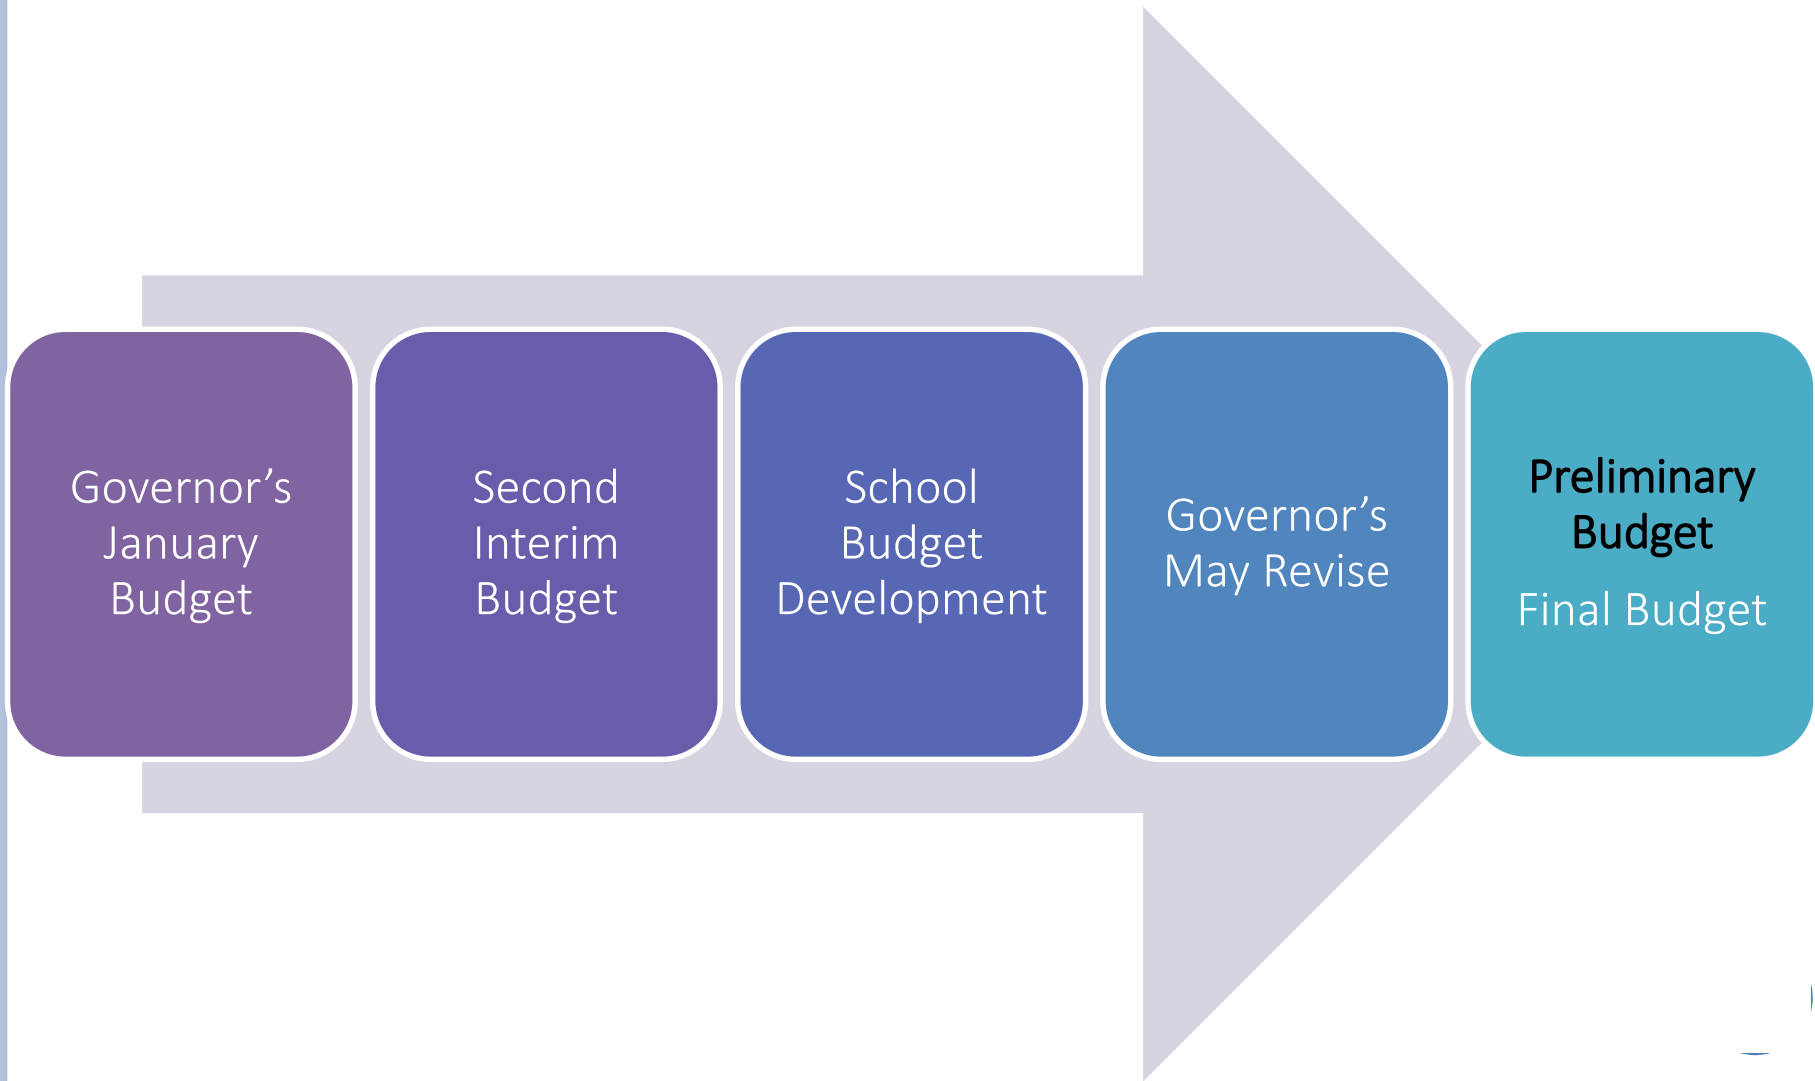 Governor’s
January
Budget
Second
Interim
Budget
School
Budget
Development
Governor’s
May Revise
Preliminary
Budget
Final Budget